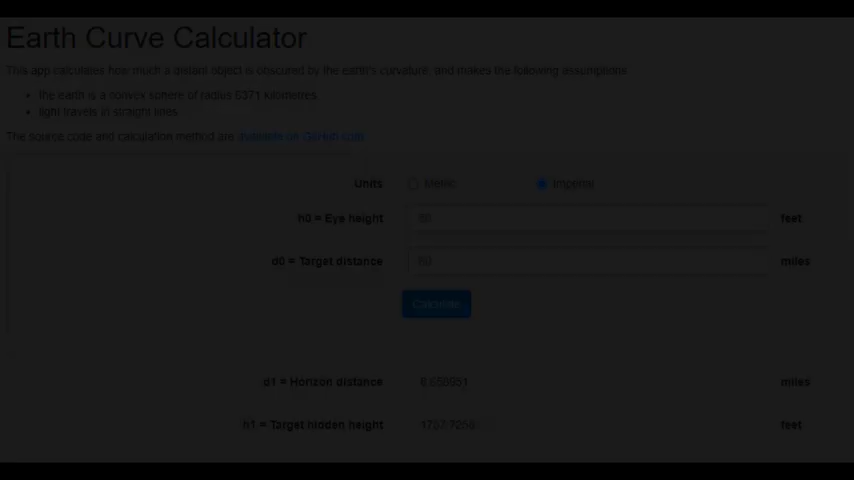 Earth Curve Calculator
This app calculates how much a distant object is obscured by the earth's curvature, and makes the following assumptions:
the earth is a convex sphere of radius 6371 kilometres
light travels in straight lines
The source code and calculation method are available on GitHub.com
Units Metric Imperial
h0 = Eye height 50 feet
d0 = Target distance 60 miles
Calculate
d1 = Horizon distance miles
h1 = Target hidden height feet